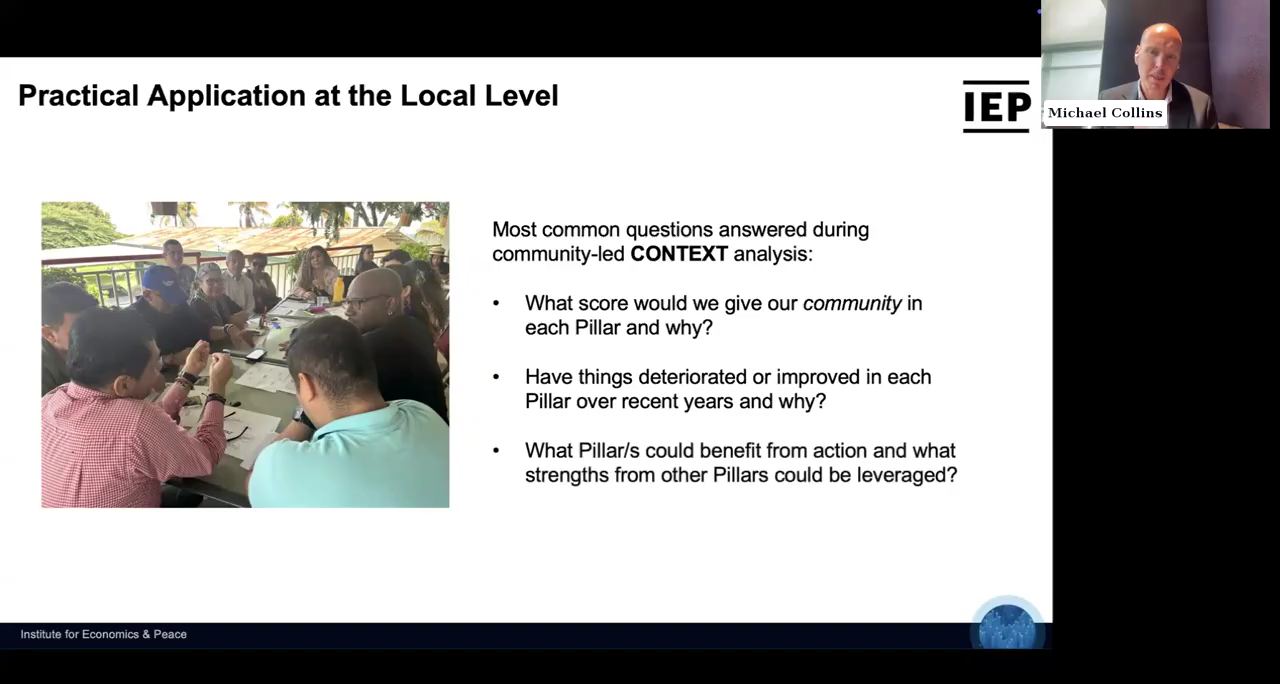 Practical Application at the Local Level
IEP
Michael Collins
Most common questions answered during
community-led CONTEXT analysis:
• What score would we give our community in
each Pillar and why?
• Have things deteriorated or improved in each
Pillar over recent years and why?
• What Pillar/s could benefit from action and what
strengths from other Pillars could be leveraged?
Institute for Economics & Peace